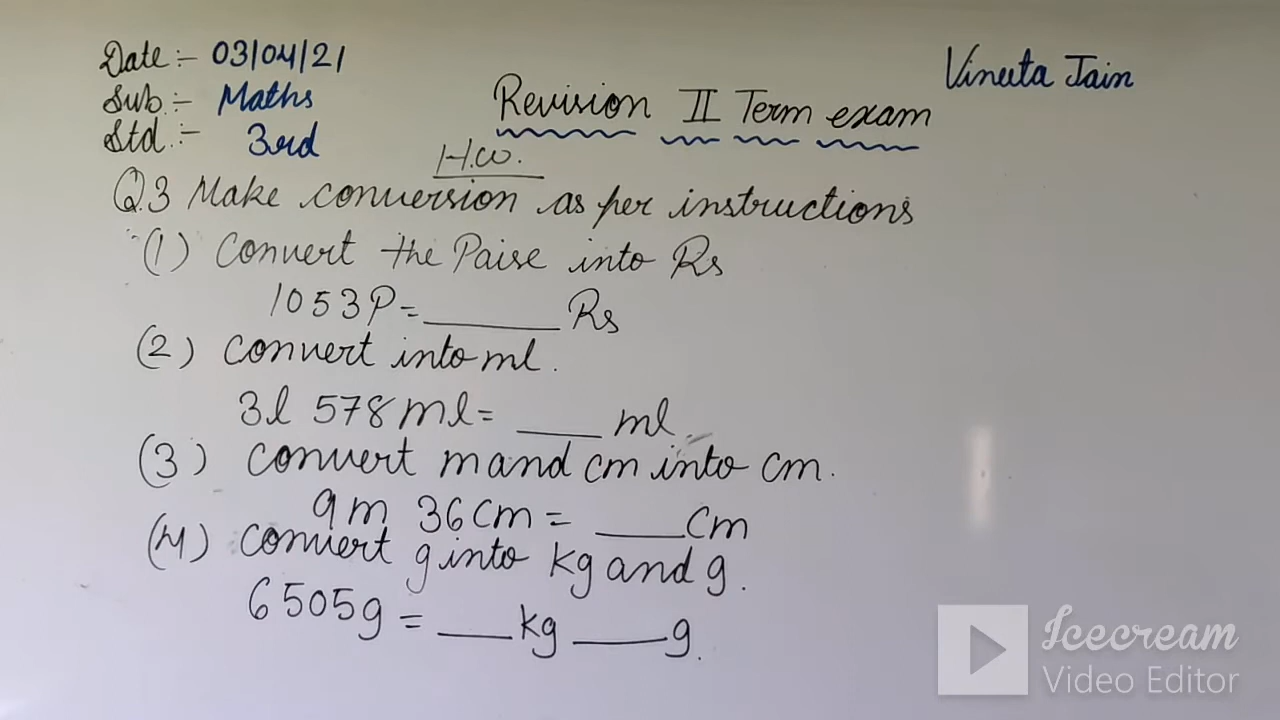 Date :- 03/04/21
Vineeta Jain
Sub :- Maths
Revision II Term exam
Std :- 3rd
H.w.
Q.3 Make conversion as per instructions
(1) Convert the Paise into Rs
1053P = ______ Rs
(2) Convert into ml.
3l 578 ml = ____ ml.
(3) Convert m and cm into cm.
9m 36cm = ____ cm
(4) Convert g into kg and g.
6505g = ___ kg ____ g.
Icecream
Video Editor